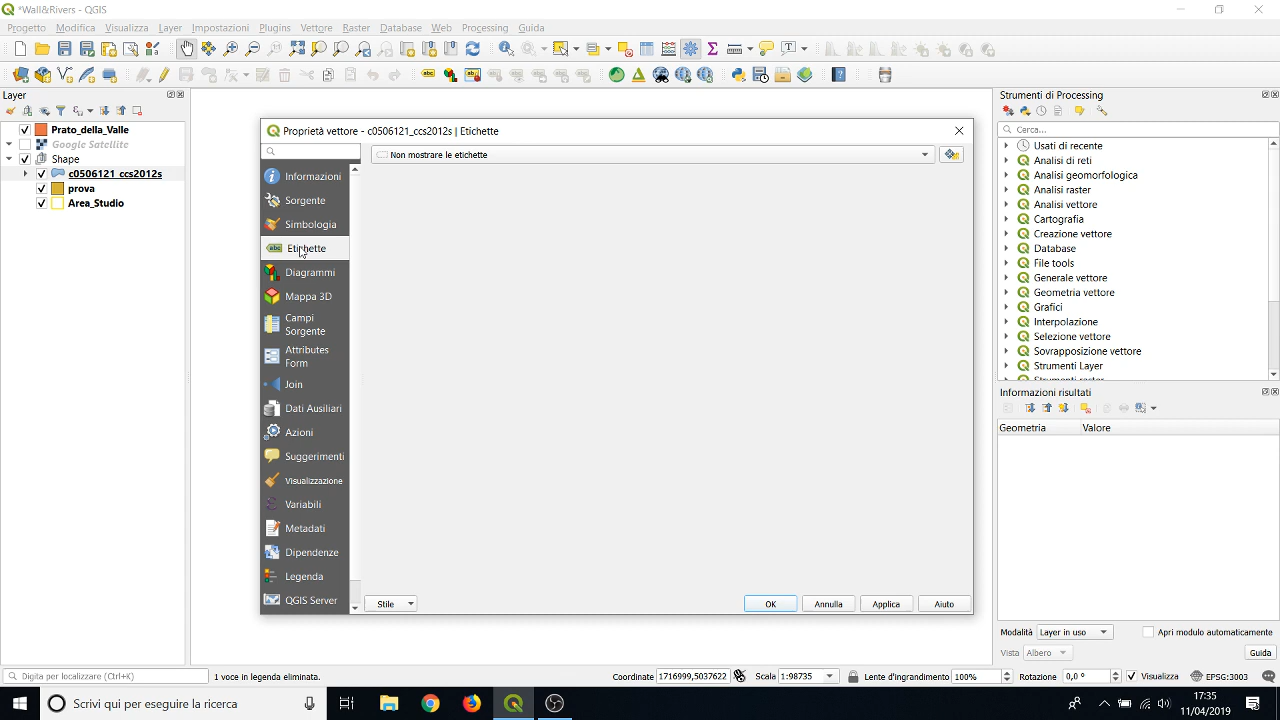 *Wall&Rivers - QGIS
Progetto Modifica Visualizza Layer Impostazioni Plugins Vettore Raster Database Web Processing Guida
Layer
Prato_della_Valle
Google Satellite
Shape
c0506121_ccs2012s
prova
Area_Studio
Proprietà vettore - c0506121_ccs2012s | Etichette
Non mostrare le etichette
Informazioni
Sorgente
Simbologia
Etichette
Diagrammi
Mappa 3D
Campi
Sorgente
Attributes
Form
Join
Dati Ausiliari
Azioni
Suggerimenti
Visualizzazione
Variabili
Metadati
Dipendenze
Legenda
QGIS Server
Stile
OK
Annulla
Applica
Aiuto
Strumenti di Processing
Cerca...
Usati di recente
Analisi di reti
Analisi geomorfologica
Analisi raster
Analisi vettore
Cartografia
Creazione vettore
Database
File tools
Generale vettore
Geometria vettore
Grafici
Interpolazione
Selezione vettore
Sovrapposizione vettore
Strumenti Layer
Strumenti raster
Informazioni risultati
Geometria Valore
Modalità Layer in uso Apri modulo automaticamente
Vista Albero Guida
Digita per localizzare (Ctrl+K) 1 voce in legenda eliminata. Coordinate 1716999,5037622 Scala 1:98735 Lente d'ingrandimento 100% Rotazione 0,0 ° Visualizza EPSG:3003
Scrivi qui per eseguire la ricerca
17:35
11/04/2019